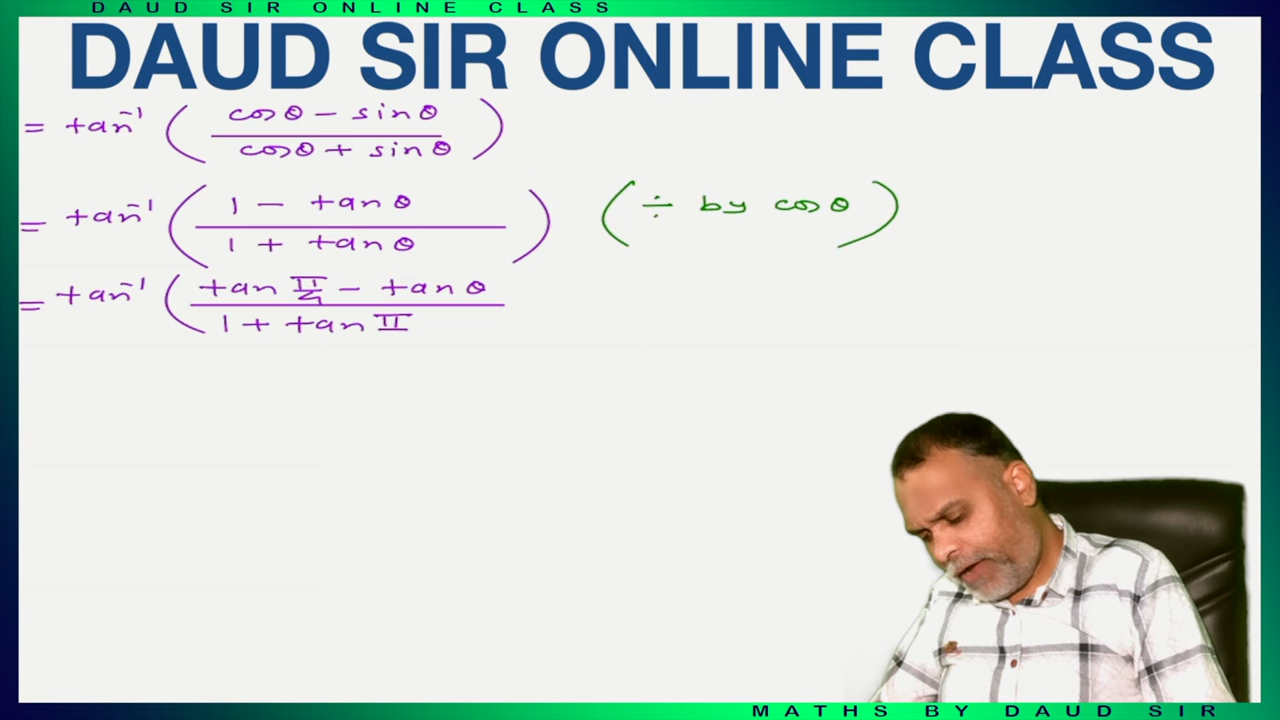 DAUD SIR ONLINE CLASS
DAUD SIR ONLINE CLASS
= tan⁻¹ ( (cosθ − sinθ) / (cosθ + sinθ) )
= tan⁻¹ ( (1 − tanθ) / (1 + tanθ) ) (÷ by cosθ)
= tan⁻¹ ( (tan π/4 − tanθ) / (1 + tan π
MATHS BY DAUD SIR